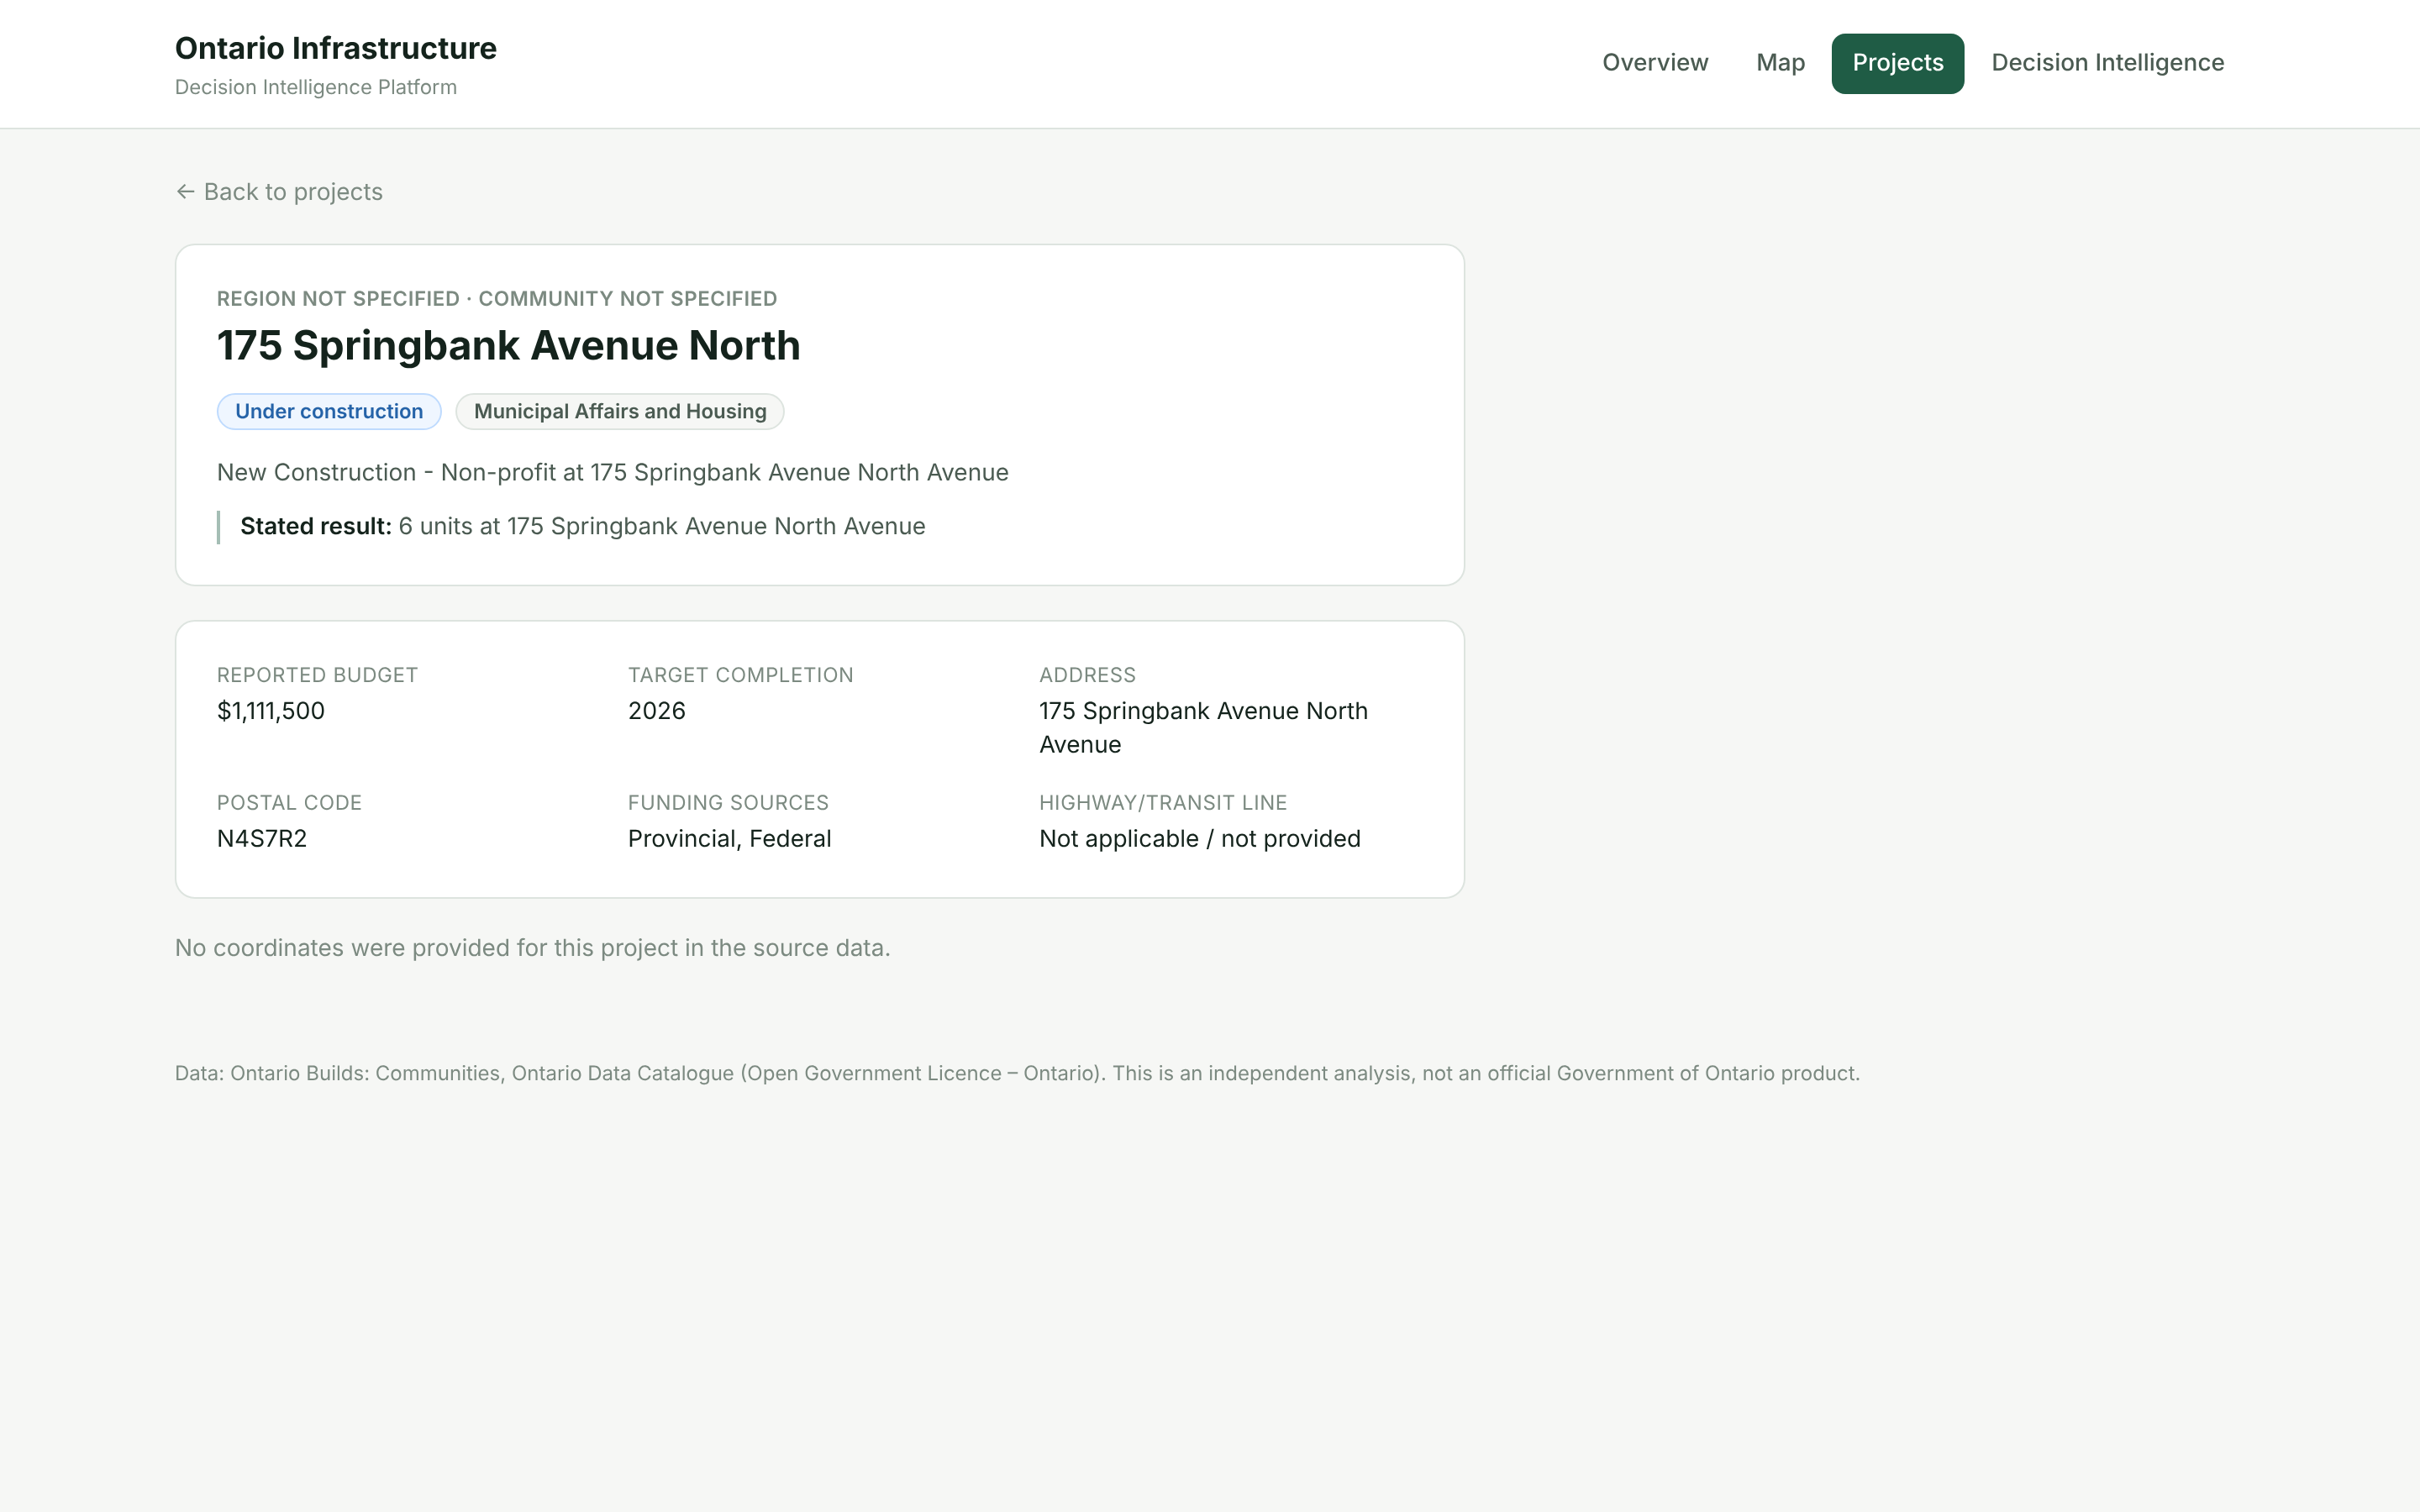 Ontario Infrastructure
Decision Intelligence Platform
Overview
Map
Projects
Decision Intelligence
← Back to projects
REGION NOT SPECIFIED · COMMUNITY NOT SPECIFIED
175 Springbank Avenue North
Under construction
Municipal Affairs and Housing
New Construction - Non-profit at 175 Springbank Avenue North Avenue
Stated result: 6 units at 175 Springbank Avenue North Avenue
REPORTED BUDGET
$1,111,500
TARGET COMPLETION
2026
ADDRESS
175 Springbank Avenue North
Avenue
POSTAL CODE
N4S7R2
FUNDING SOURCES
Provincial, Federal
HIGHWAY/TRANSIT LINE
Not applicable / not provided
No coordinates were provided for this project in the source data.
Data: Ontario Builds: Communities, Ontario Data Catalogue (Open Government Licence – Ontario). This is an independent analysis, not an official Government of Ontario product.